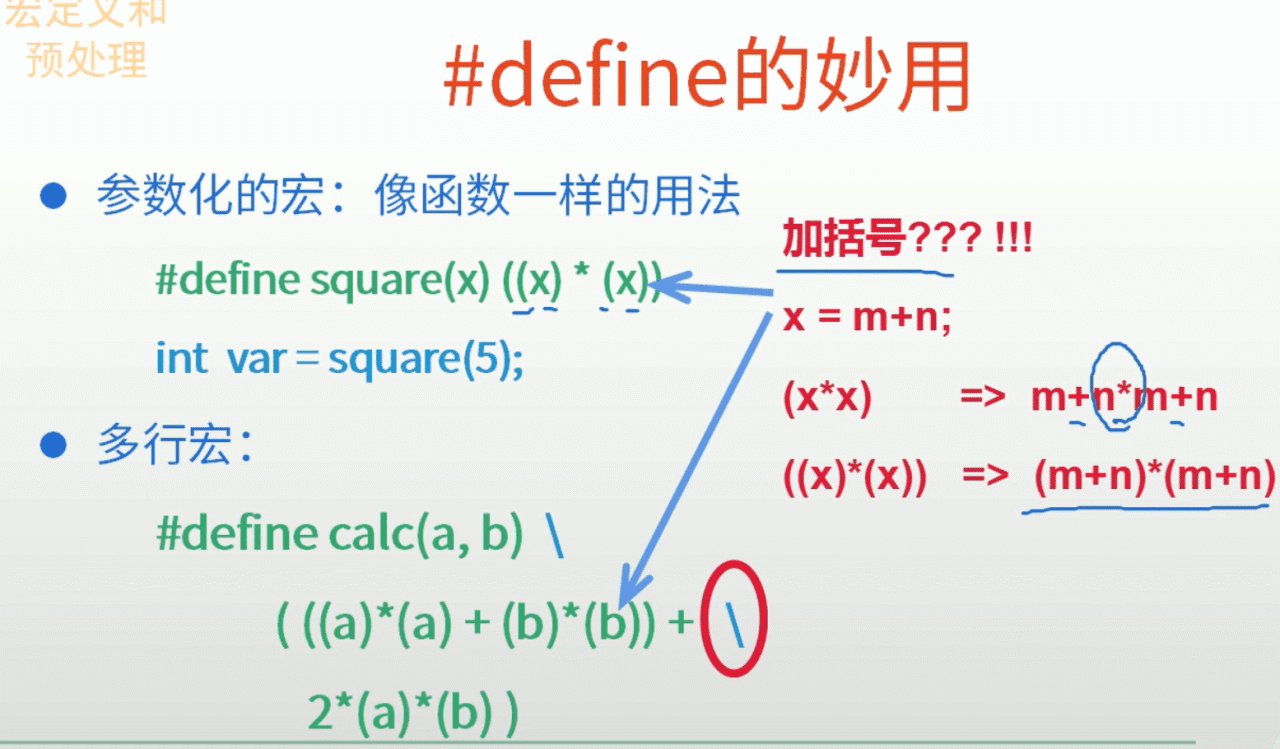 宏定义和
预处理
#define的妙用
● 参数化的宏：像函数一样的用法
#define square(x) ((x) * (x))
int var = square(5);
● 多行宏：
#define calc(a, b) \
( ((a)*(a) + (b)*(b)) + \
2*(a)*(b) )
加括号??? !!!
x = m+n;
(x*x) => m+n*m+n
((x)*(x)) => (m+n)*(m+n)